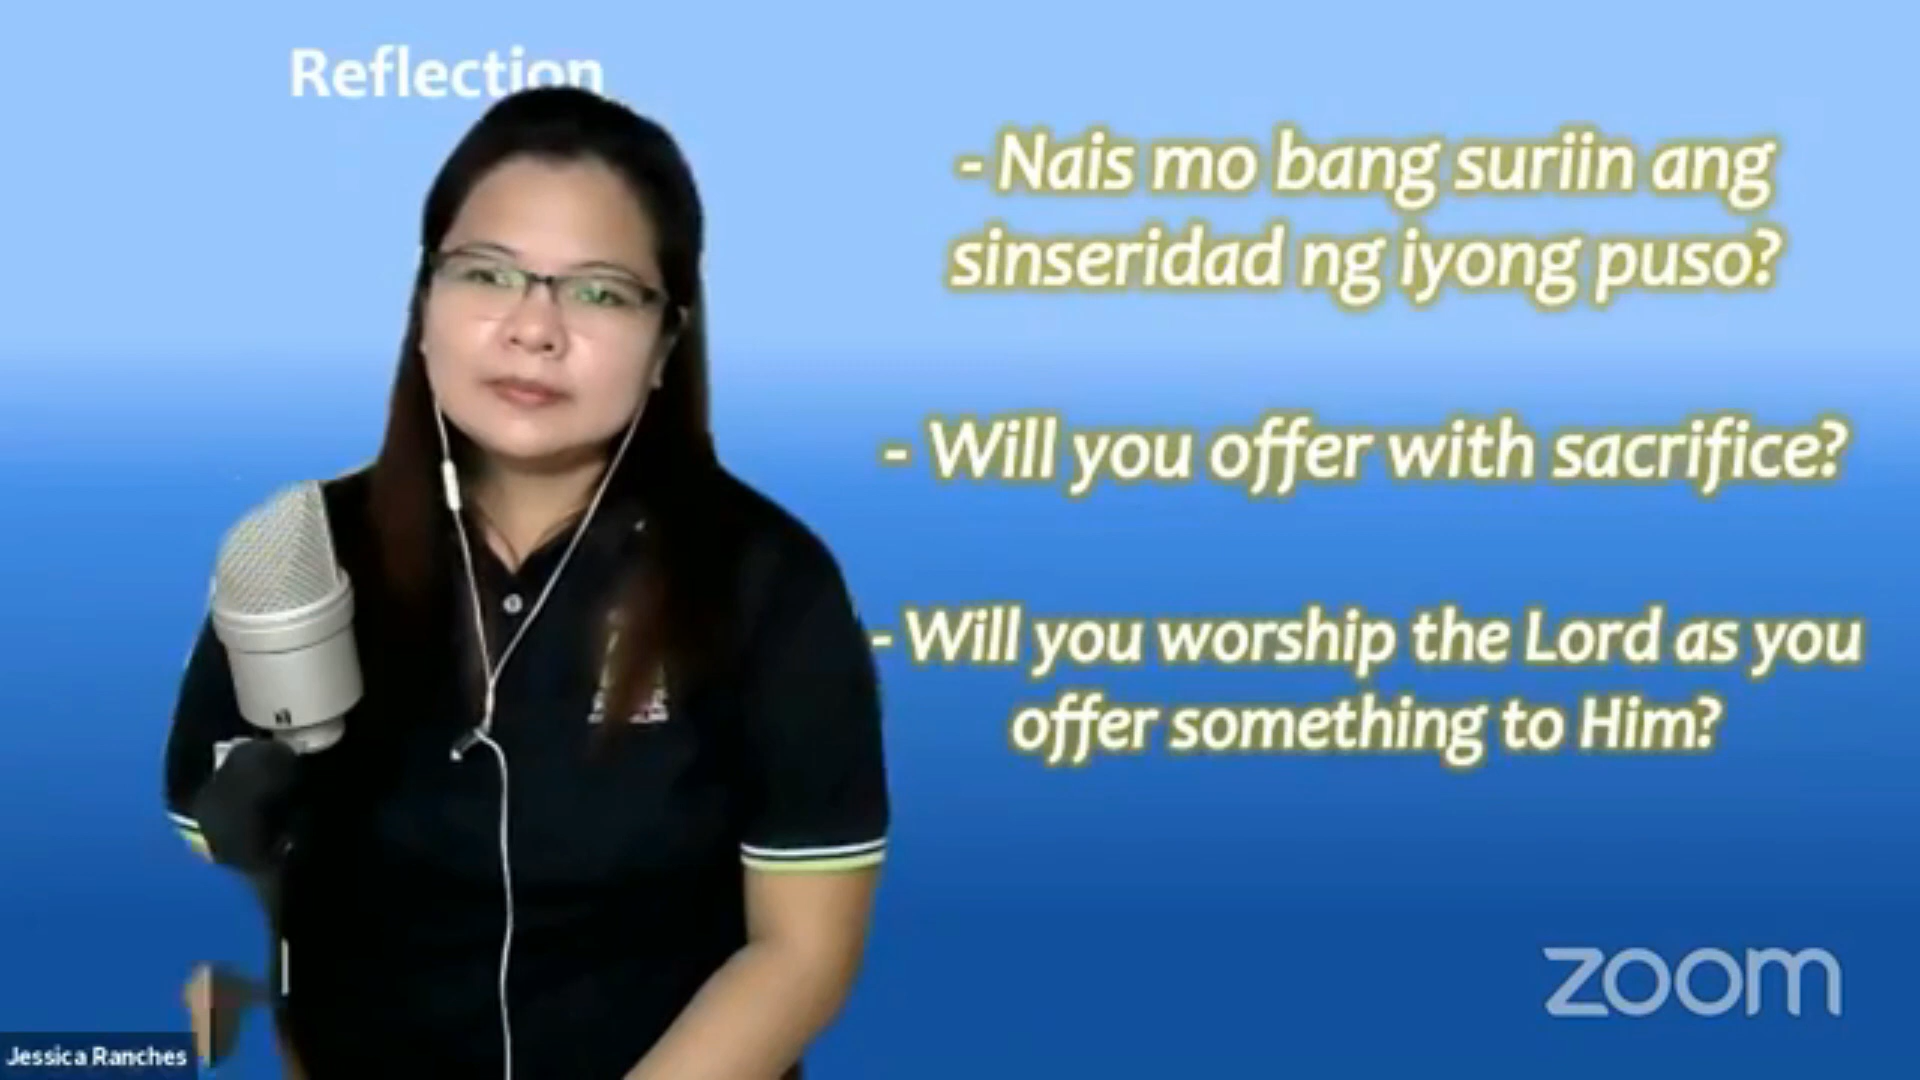 Reflection
- Nais mo bang suriin ang
sinseridad ng iyong puso?
- Will you offer with sacrifice?
- Will you worship the Lord as you
offer something to Him?
zoom
Jessica Ranches